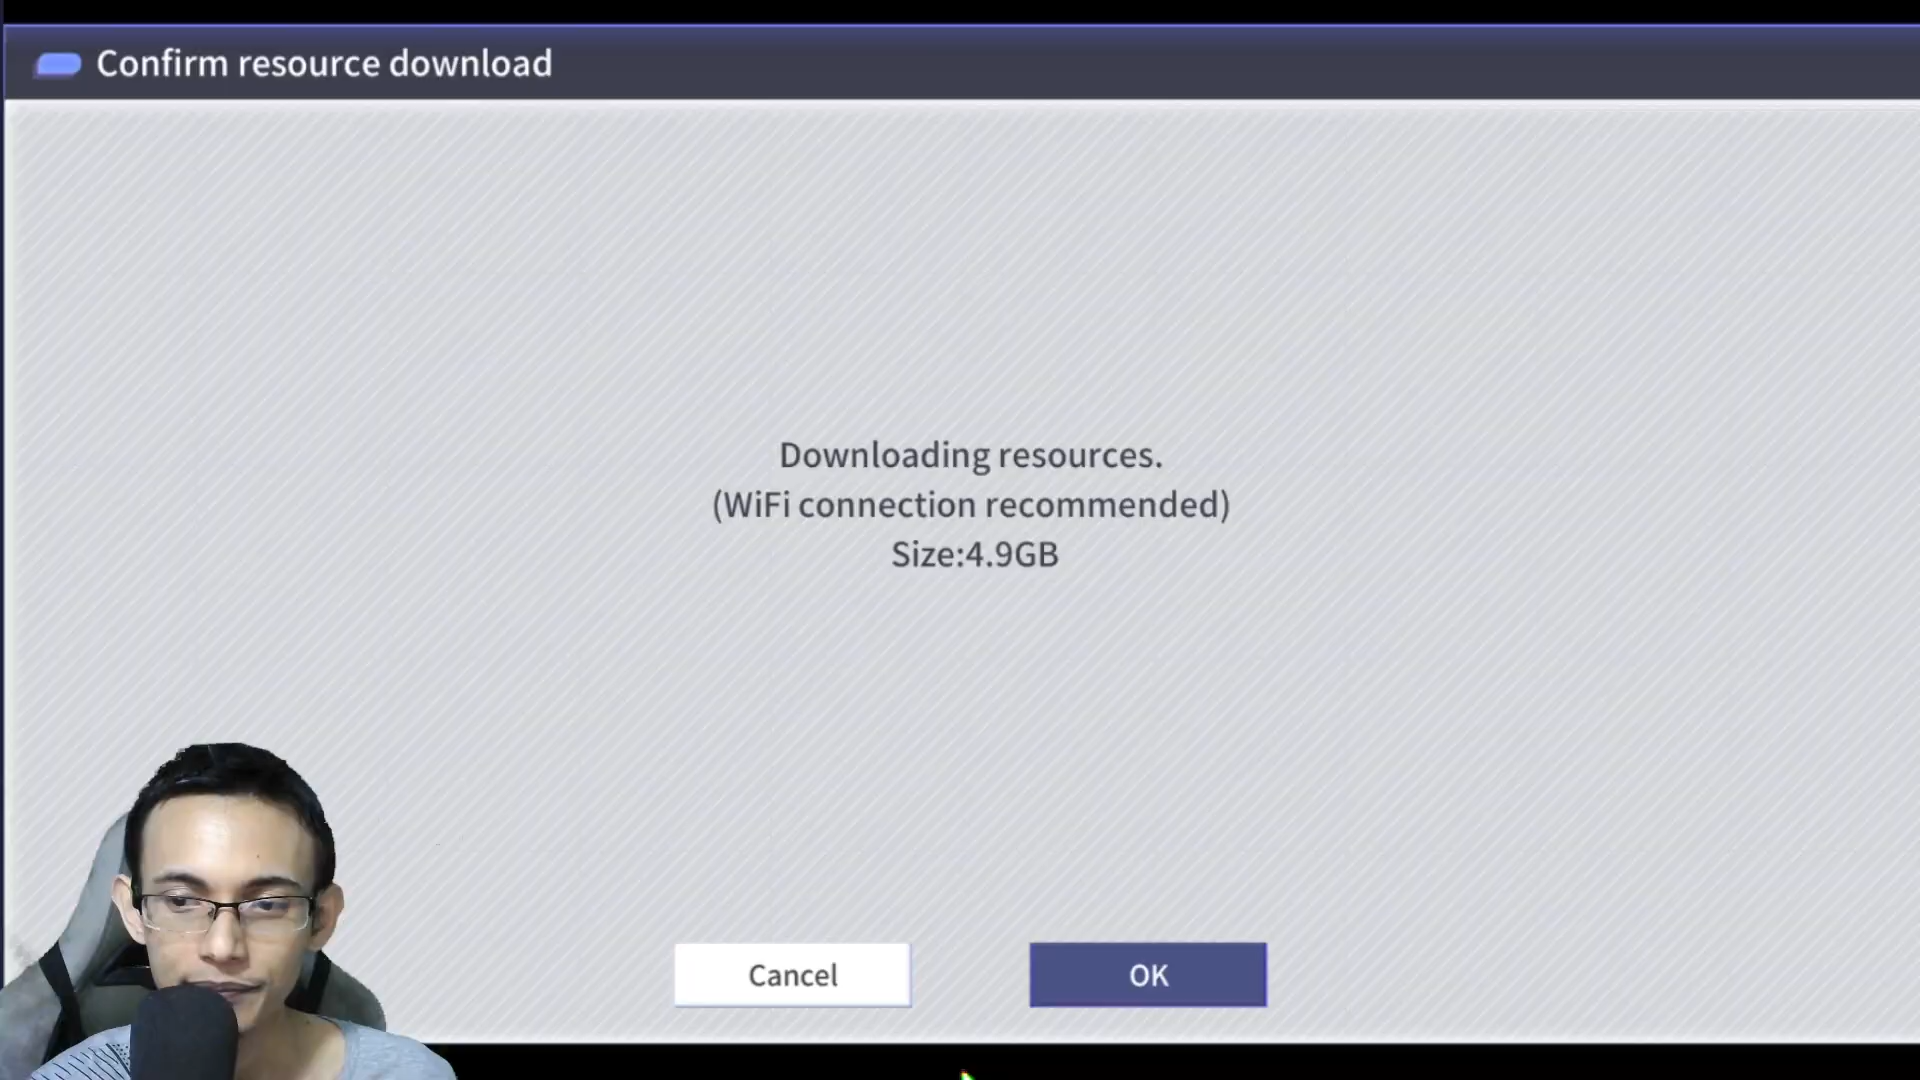 Confirm resource download
Downloading resources.
(WiFi connection recommended)
Size:4.9GB
Cancel
OK